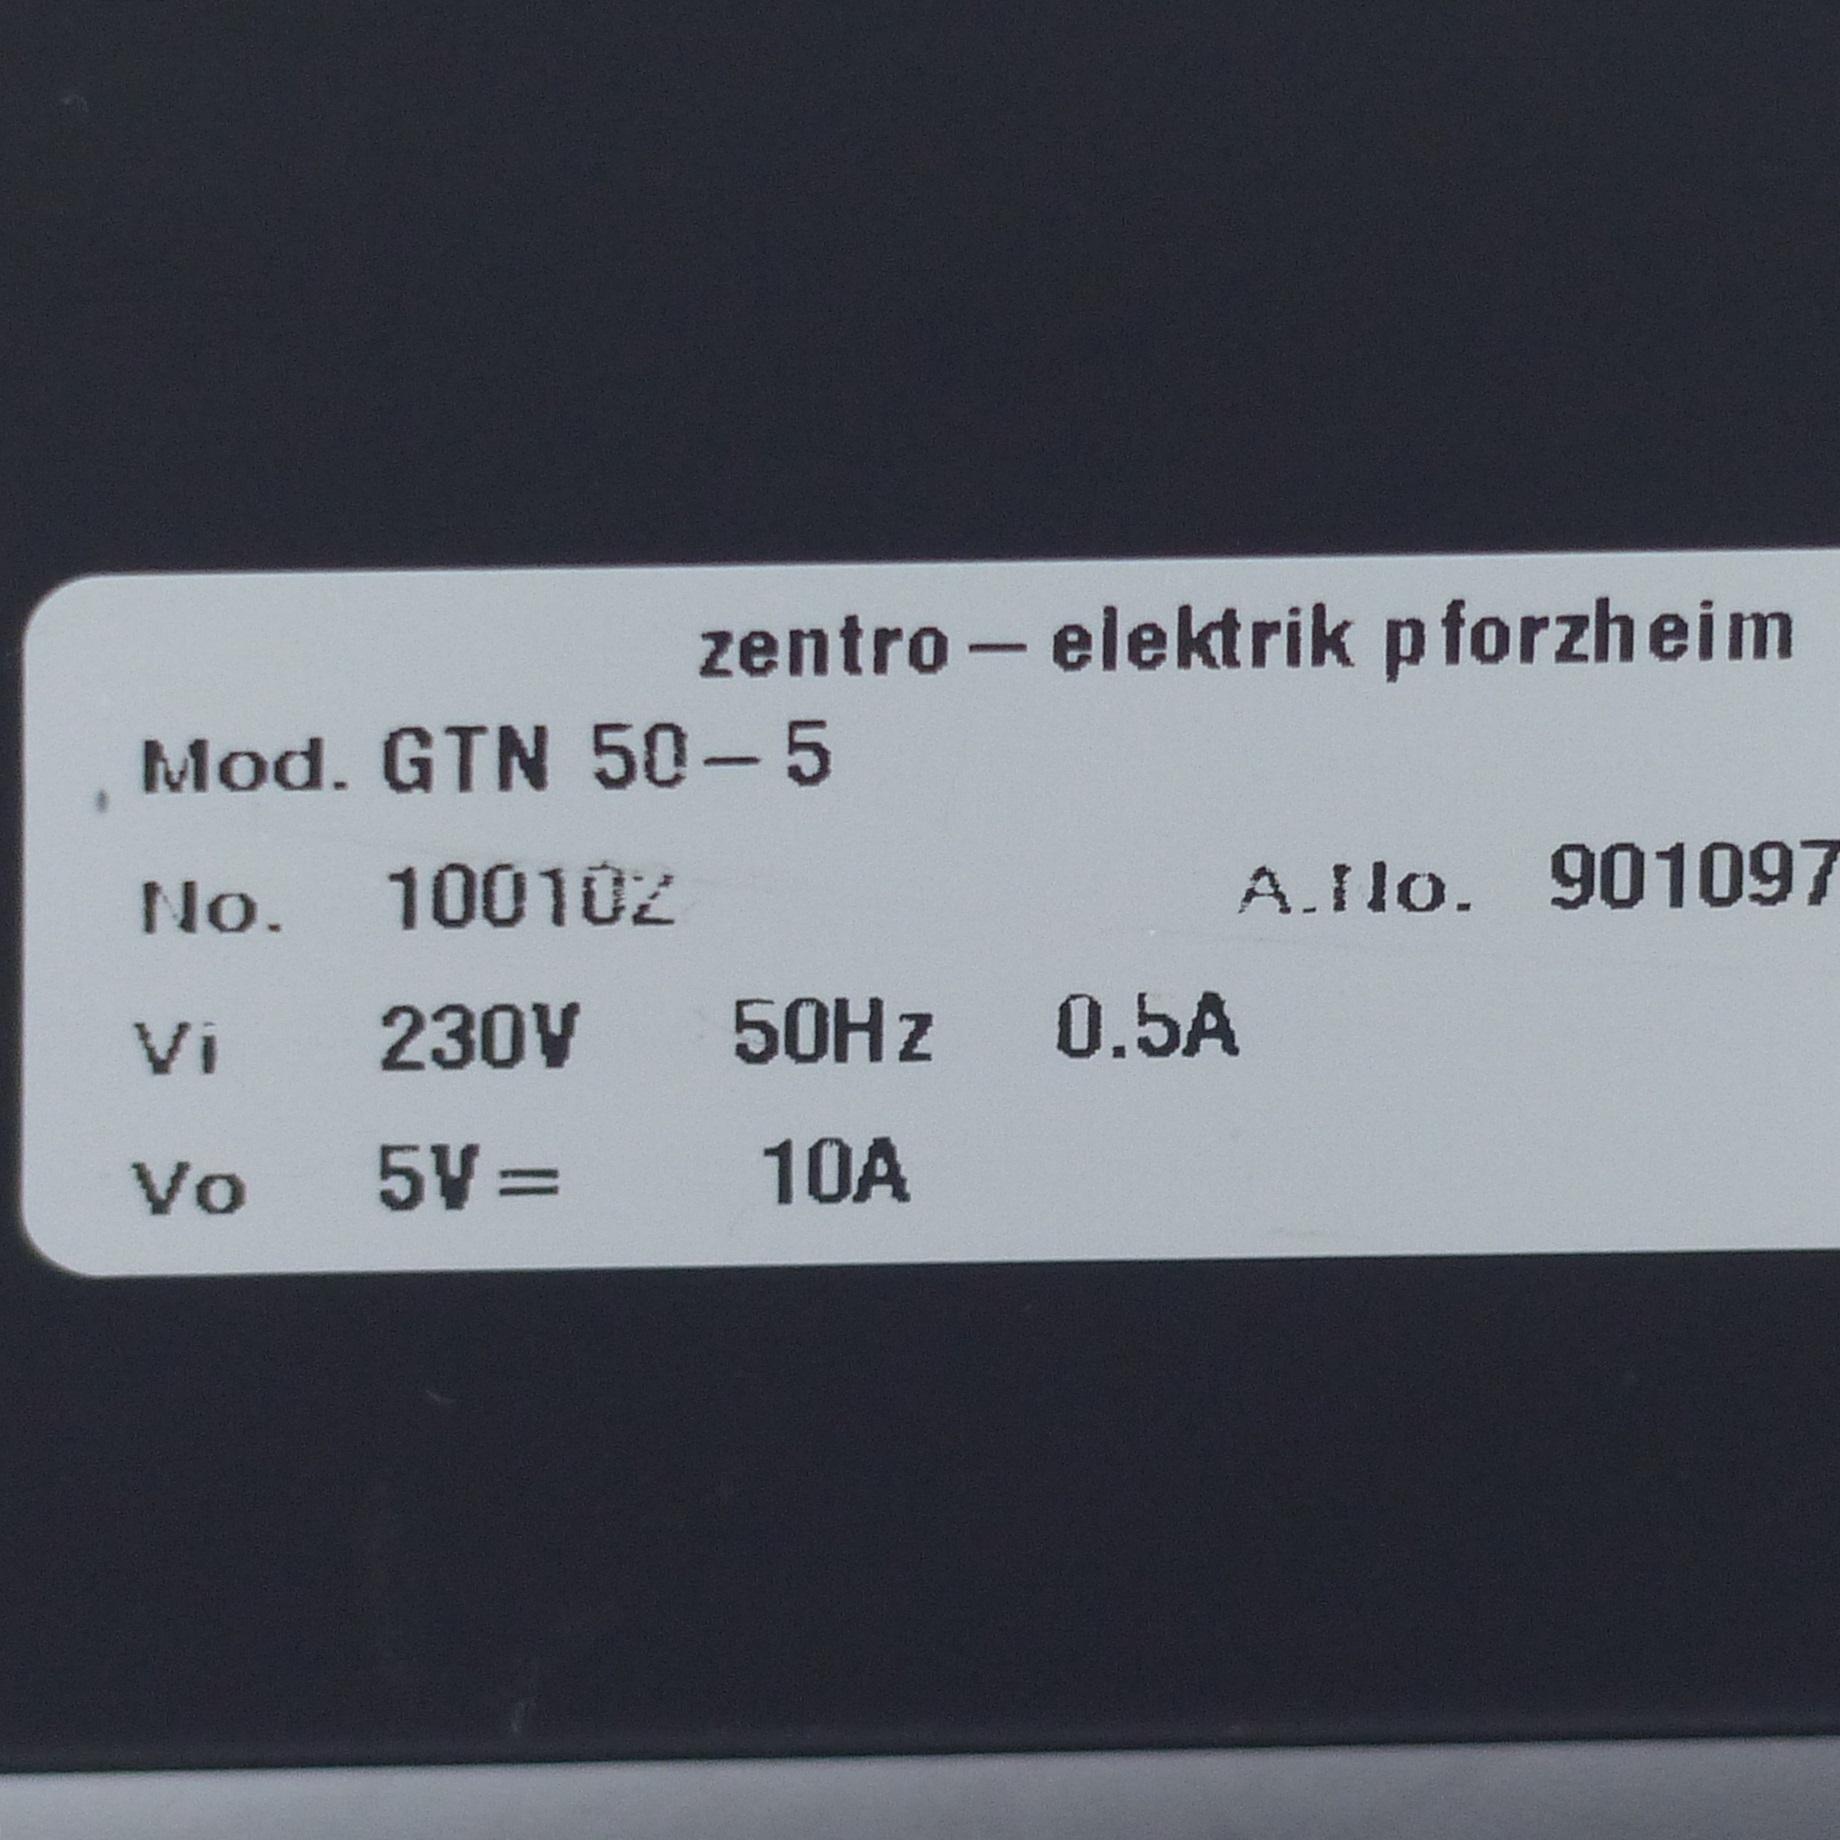 zentro – elektrik pforzheim
Mod. GTN 50 – 5
No. 100102 A.No. 901097
Vi 230V 50Hz 0.5A
Vo 5V = 10A